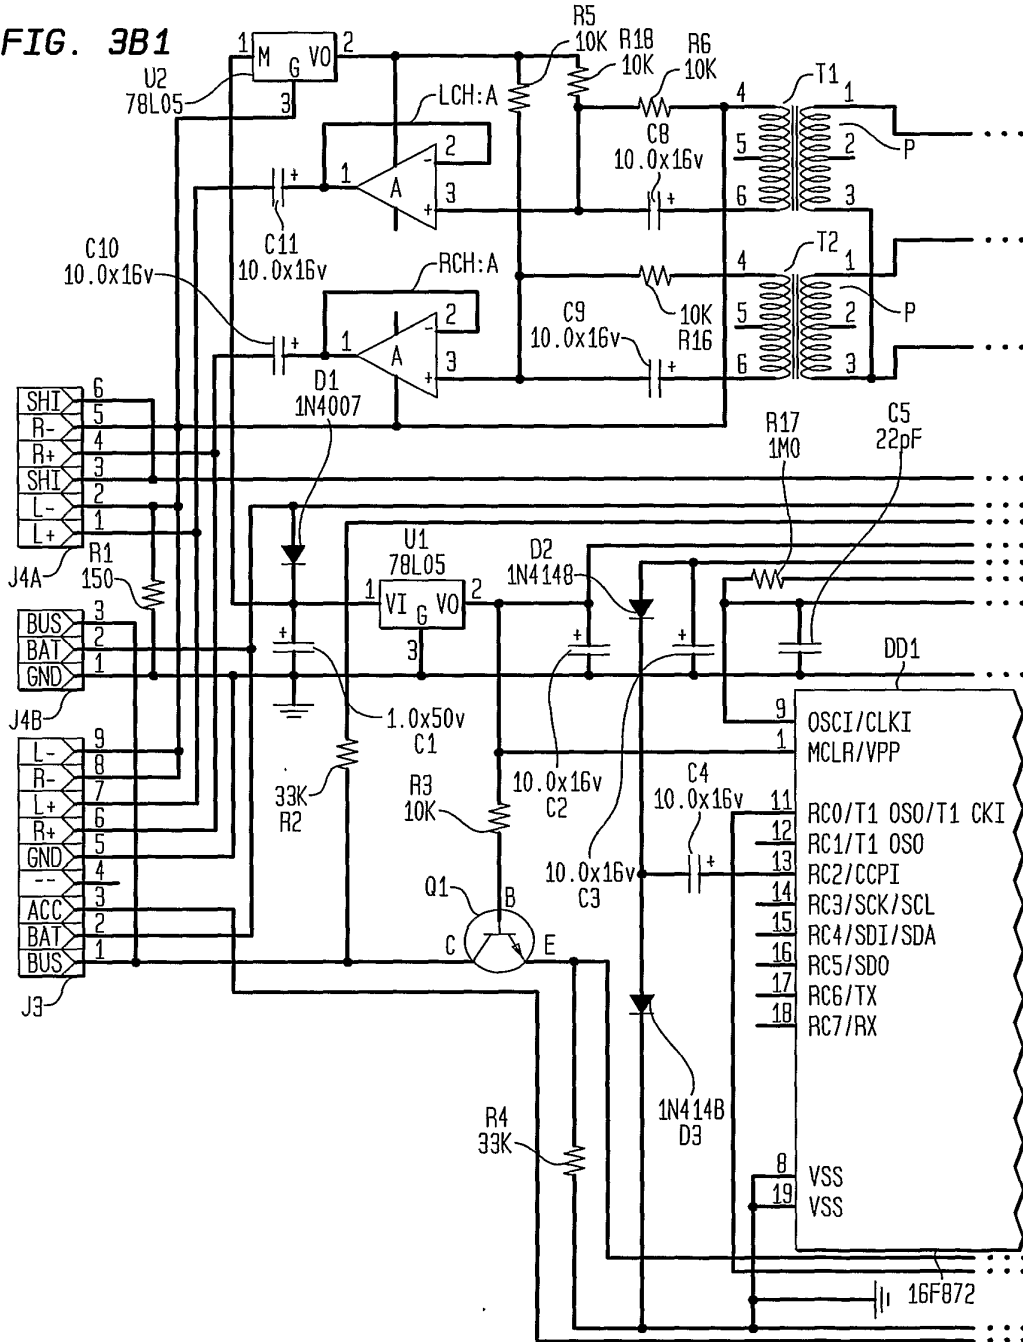 FIG. 3B1
1 M VO 2
G
3
U2
78L05
R5
10K
R18
10K
R6
10K
T1
4 1
5 2
6 3
P
LCH:A
2
1 A
3
- +
C8
10.0x16v
+
C11
10.0x16v
+
C10
10.0x16v
+
RCH:A
2
1 A
3
- +
T2
4 1
5 2
6 3
P
10K
R16
C9
10.0x16v
+
D1
1N4007
SHI 6
R- 5
R+ 4
SHI 3
L- 2
L+ 1
J4A
R1
150
R17
1M0
C5
22pF
U1
78L05
1 VI VO 2
G
3
D2
1N4148
BUS 3
BAT 2
GND 1
J4B
+
1.0x50v
C1
+
10.0x16v
C2
+
10.0x16v
C3
DD1
9 OSCI/CLKI
1 MCLR/VPP
11 RC0/T1 OSO/T1 CKI
12 RC1/T1 OSO
13 RC2/CCPI
14 RC3/SCK/SCL
15 RC4/SDI/SDA
16 RC5/SDO
17 RC6/TX
18 RC7/RX
8 VSS
19 VSS
16F872
L- 9
R- 8
L+ 7
R+ 6
GND 5
-- 4
ACC 3
BAT 2
BUS 1
J3
33K
R2
R3
10K
C4
10.0x16v
+
Q1
B
C E
1N414B
D3
R4
33K